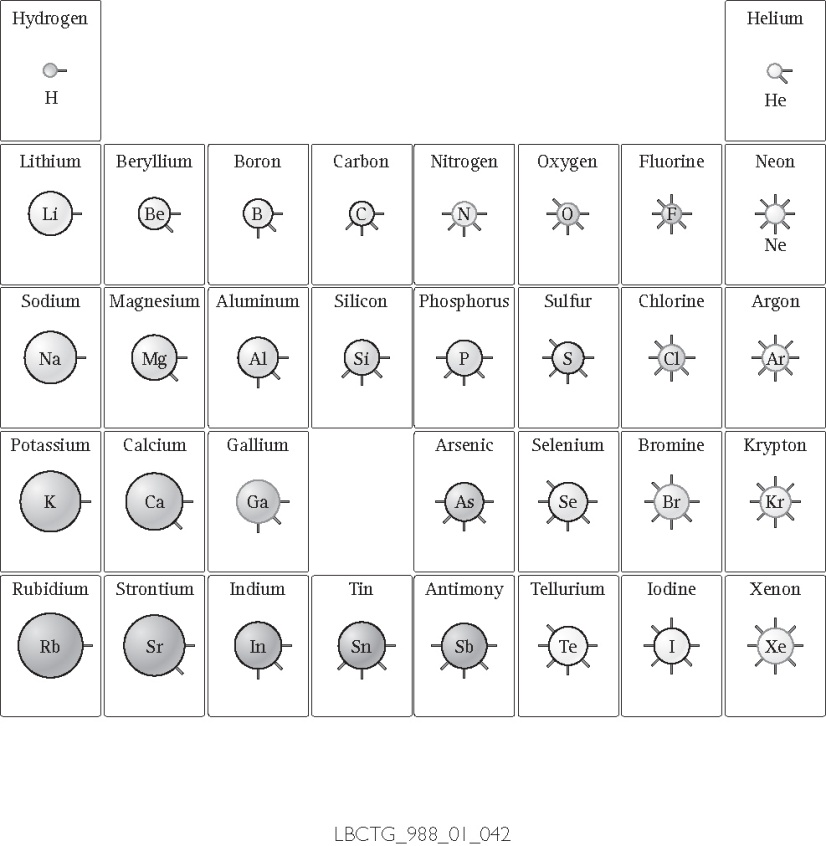 Hydrogen Helium
H He
Lithium Beryllium Boron Carbon Nitrogen Oxygen Fluorine Neon
Li Be B C N O F
Ne
Sodium Magnesium Aluminum Silicon Phosphorus Sulfur Chlorine Argon
Na Mg Al Si P S Cl Ar
Potassium Calcium Gallium Arsenic Selenium Bromine Krypton
K Ca Ga As Se Br Kr
Rubidium Strontium Indium Tin Antimony Tellurium Iodine Xenon
Rb Sr In Sn Sb Te I Xe
LBCTG_988_01_042